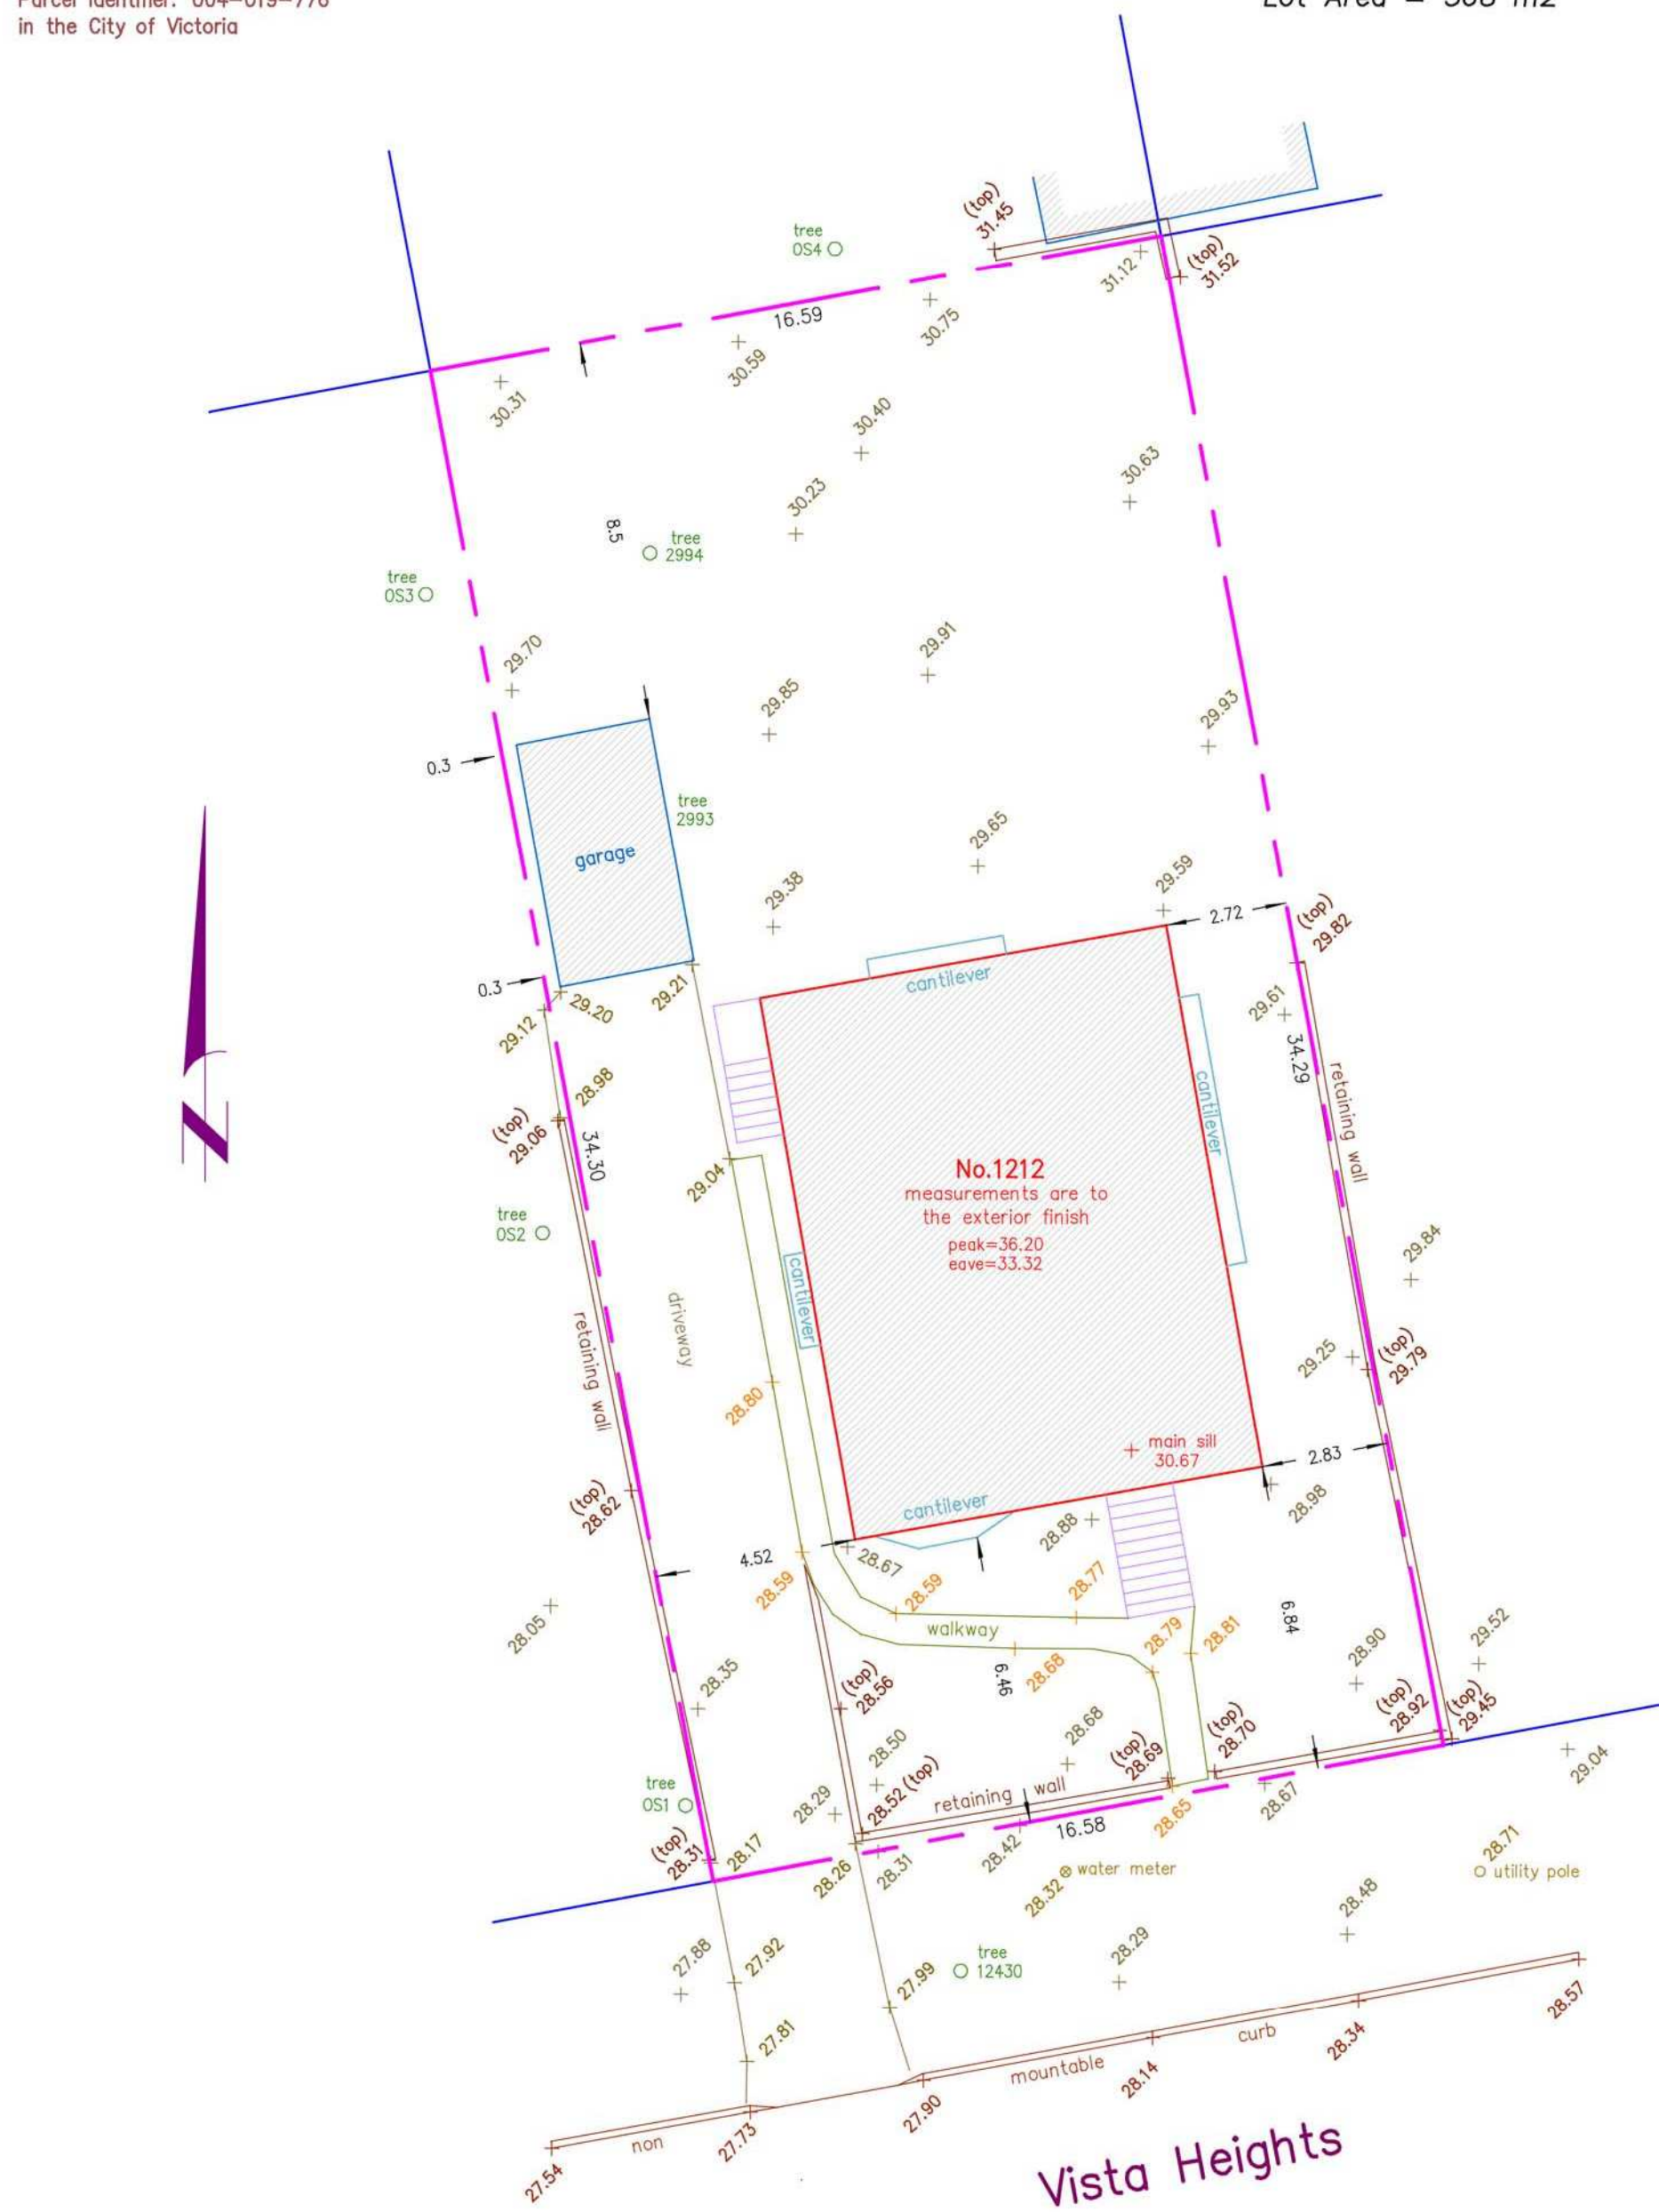 in the City of Victoria
(top)
31.45
tree
OS4
31.12
(top)
31.52
16.59
30.75
30.59
30.31
30.40
30.63
30.23
8.5
tree
2994
tree
OS3
29.70
29.91
29.85
29.93
0.3
tree
2993
garage
29.65
29.38
29.59
2.72
(top)
29.82
0.3
29.20
29.21
29.12
cantilever
29.61
28.98
34.29
retaining wall
(top)
29.06
34.30
cantilever
29.04
No.1212
measurements are to
the exterior finish
peak=36.20
eave=33.32
tree
OS2
29.84
cantilever
driveway
retaining wall
29.25
(top)
29.79
28.80
main sill
30.67
2.83
(top)
28.62
cantilever
28.98
28.88
4.52
28.67
28.59
28.59
28.77
28.05
walkway
6.84
28.79
28.81
29.52
28.90
28.68
6.46
28.35
(top)
28.56
(top)
28.92
(top)
29.45
28.68
(top)
28.70
28.50
(top)
28.69
29.04
tree
OS1
28.29
28.52 (top)
retaining wall
28.67
28.65
16.58
(top)
28.31
28.17
28.42
28.26
28.31
28.32
water meter
28.71
utility pole
28.48
28.29
27.88
27.92
tree
12430
27.99
27.81
28.57
curb
28.34
mountable
28.14
27.90
27.73
non
27.54
Vista Heights
N